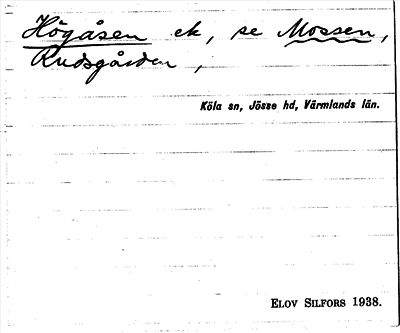 Högåsen ek, se Mossen,
Rudsgården,
Köla sn, Jösse hd, Värmlands län.
ELOV SILFORS 1938.